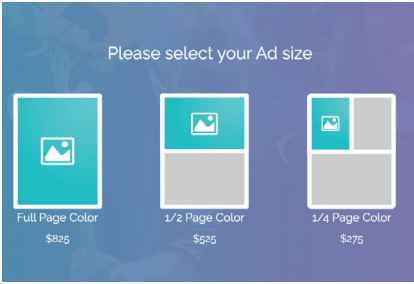 Please select your Ad size
Full Page Color
1/2 Page Color
1/4 Page Color
$825
$525
$275